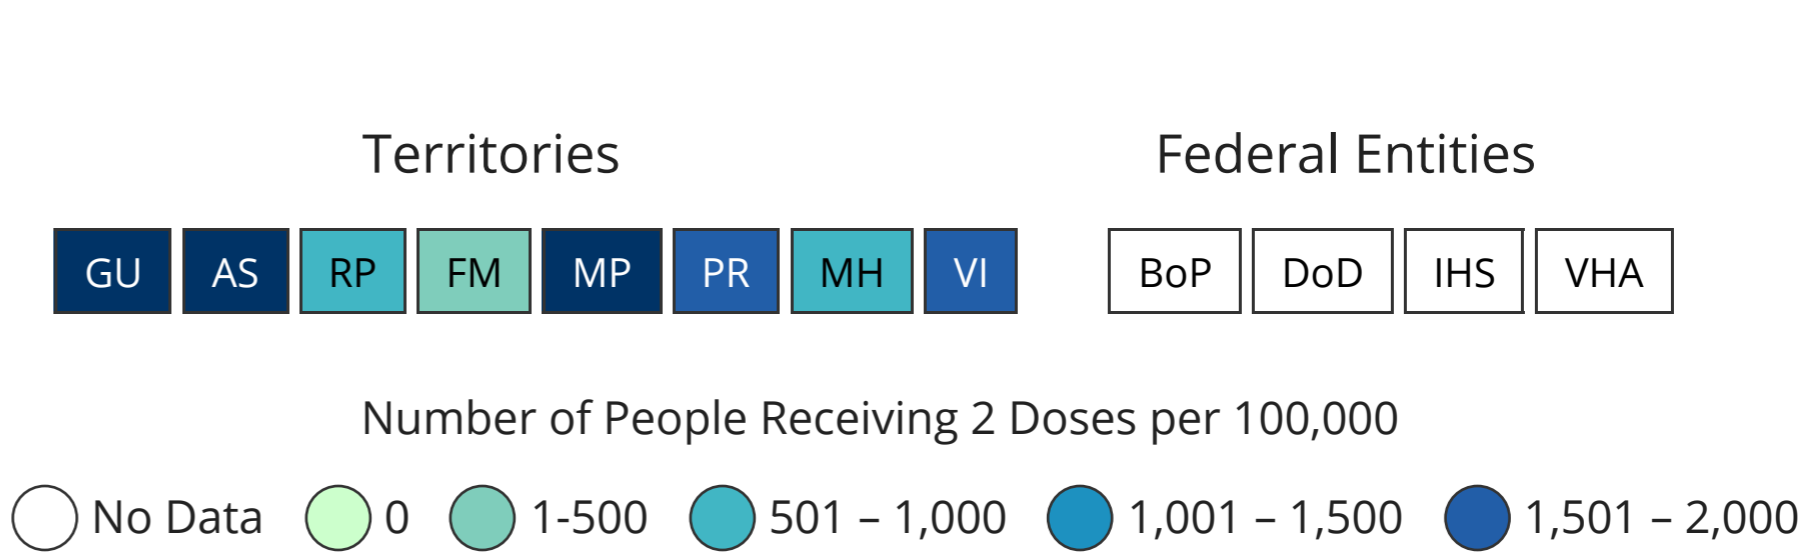 Territories Federal Entities
GU AS RP FM MP PR MH VI BoP DoD IHS VHA
Number of People Receiving 2 Doses per 100,000
No Data 0 1-500 501 – 1,000 1,001 – 1,500 1,501 – 2,000